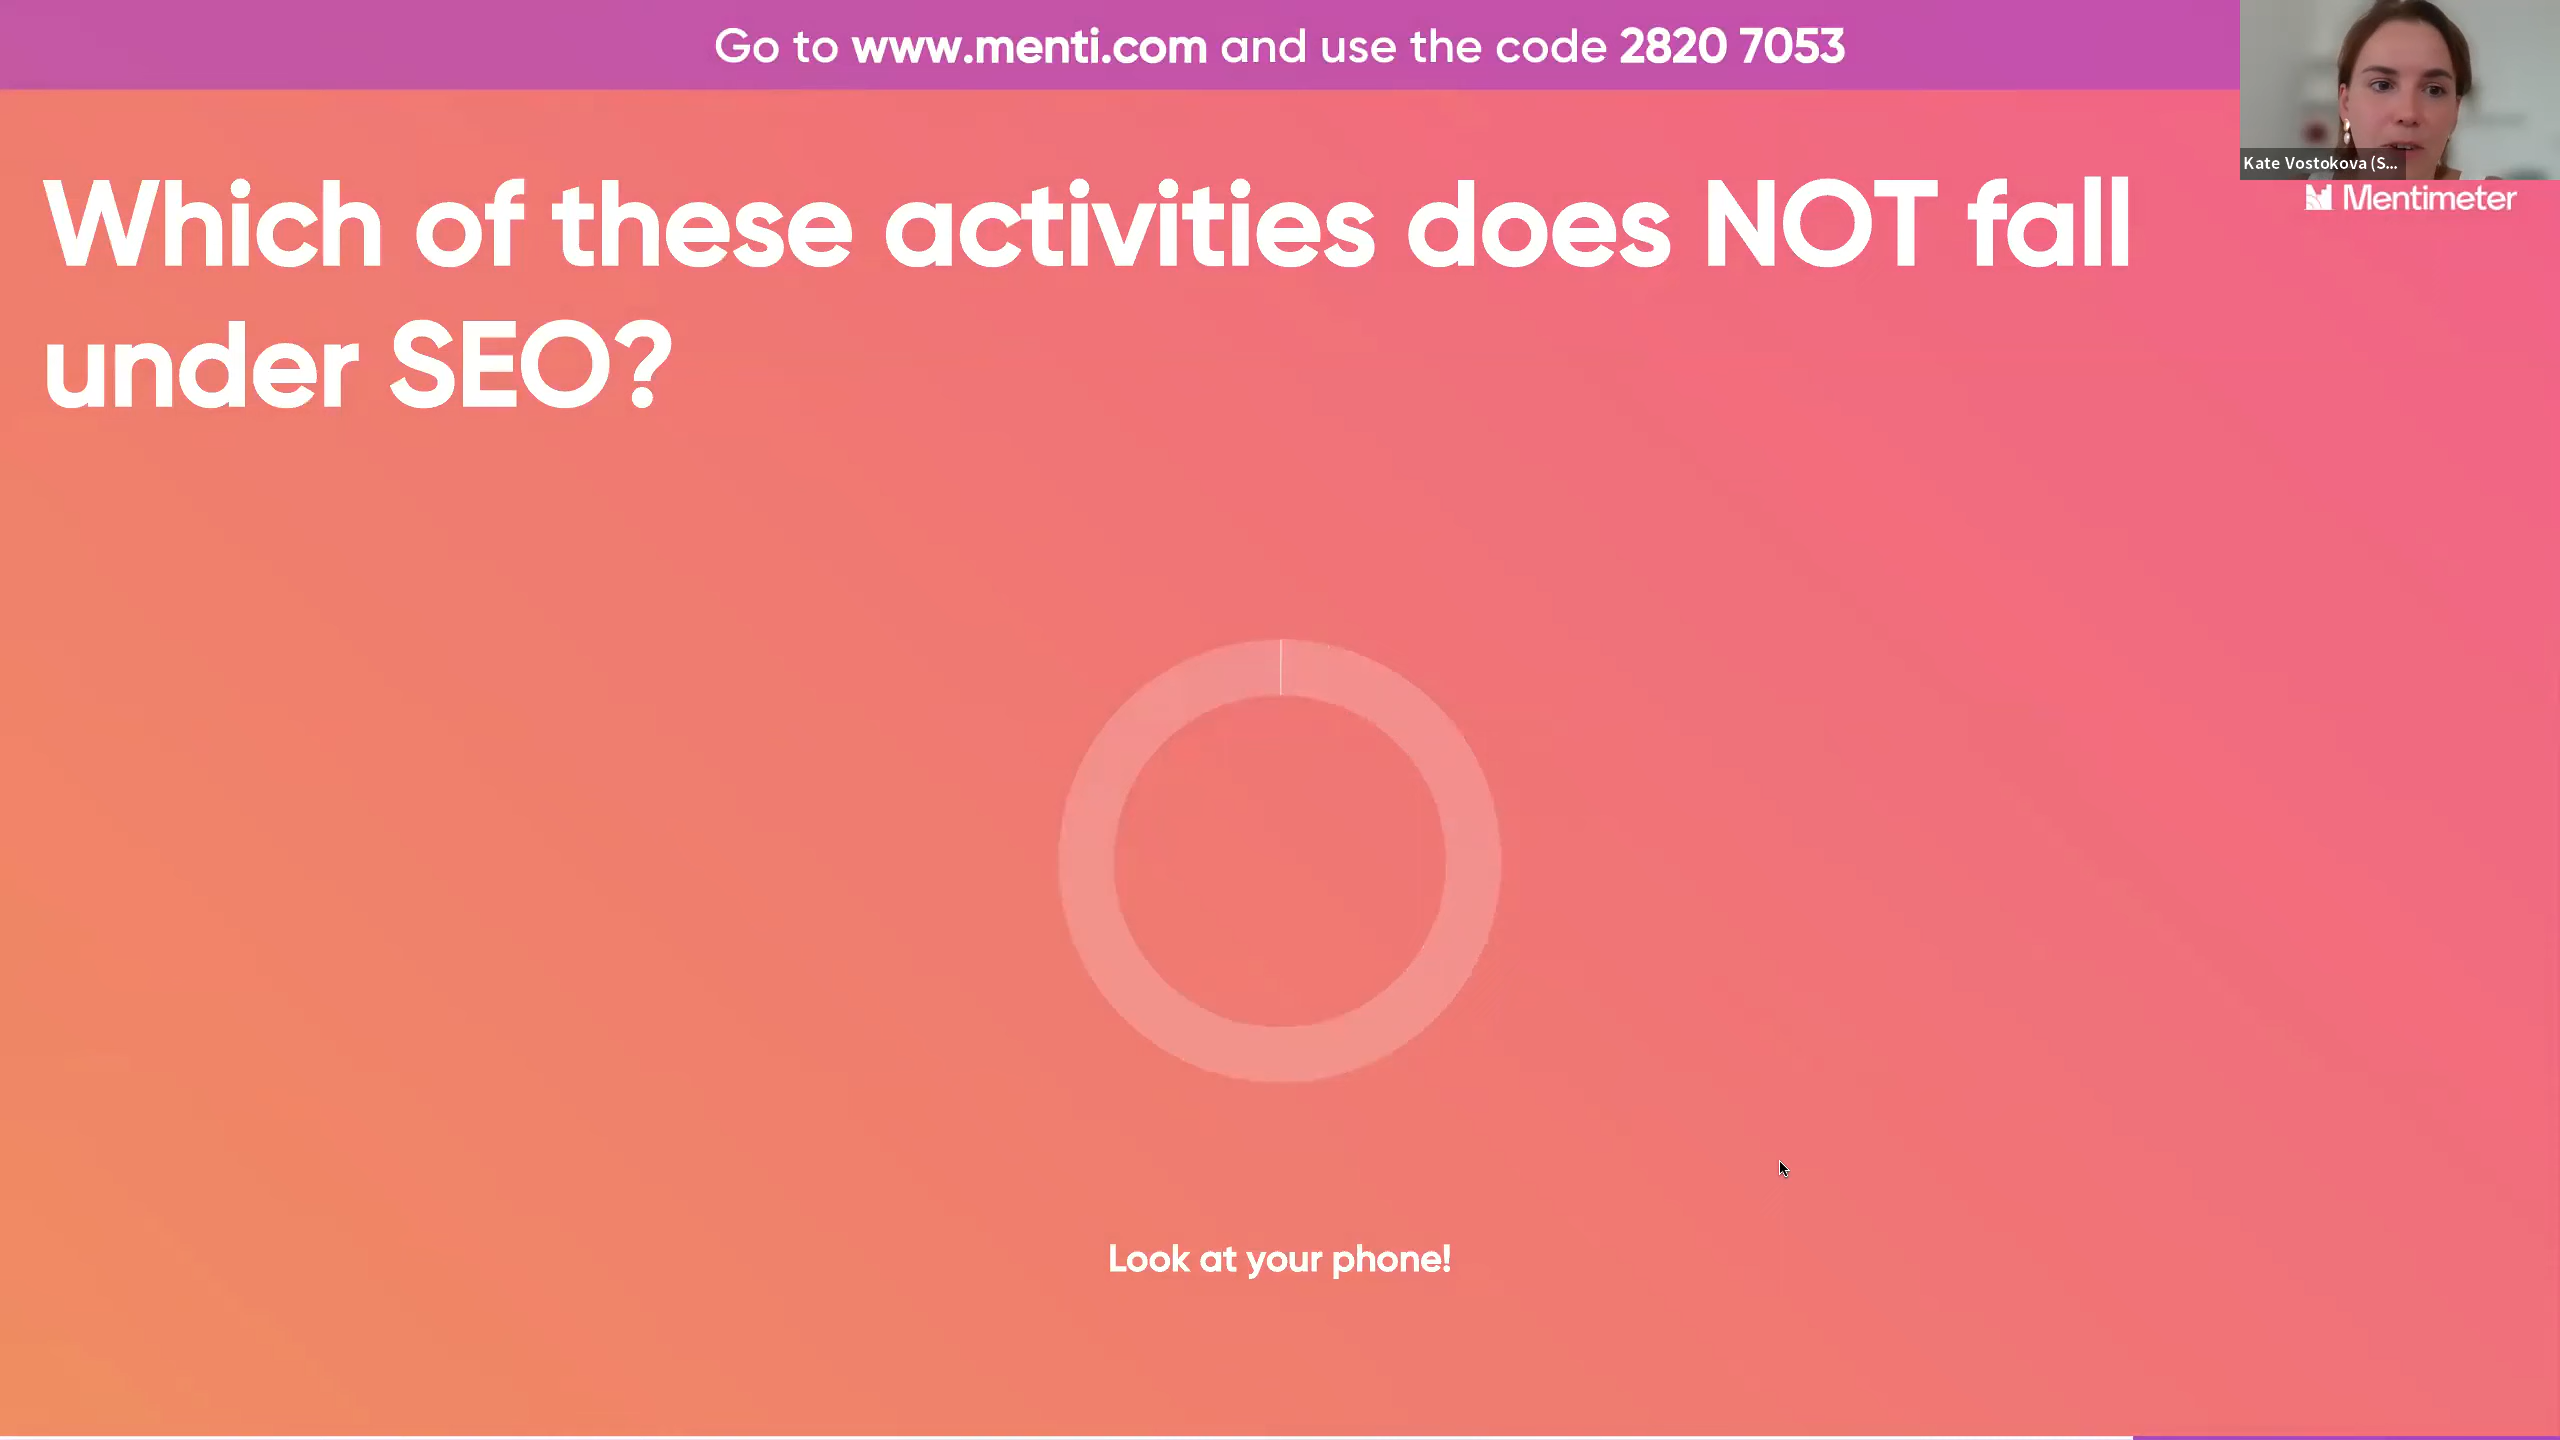 Go to www.menti.com and use the code 2820 7053
Kate Vostokova (S...
Mentimeter
Which of these activities does NOT fall
under SEO?
Look at your phone!